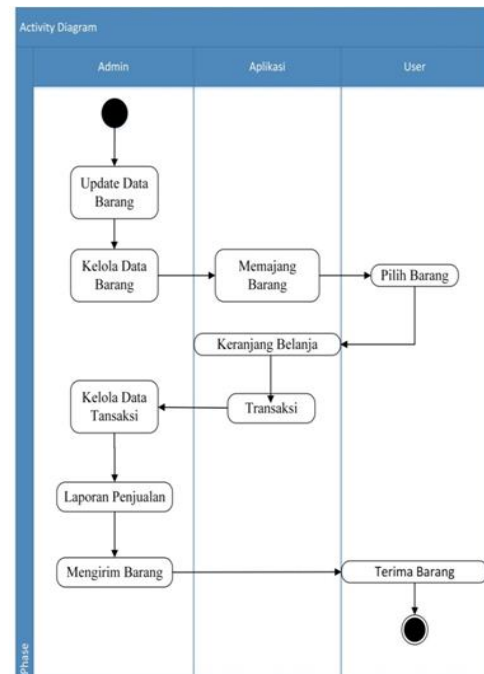 Activity Diagram
Admin
Aplikasi
User
Update Data
Barang
Kelola Data
Barang
Memajang
Barang
Pilih Barang
Keranjang Belanja
Kelola Data
Tansaksi
Transaksi
Laporan Penjualan
Mengirim Barang
Terima Barang
Phase